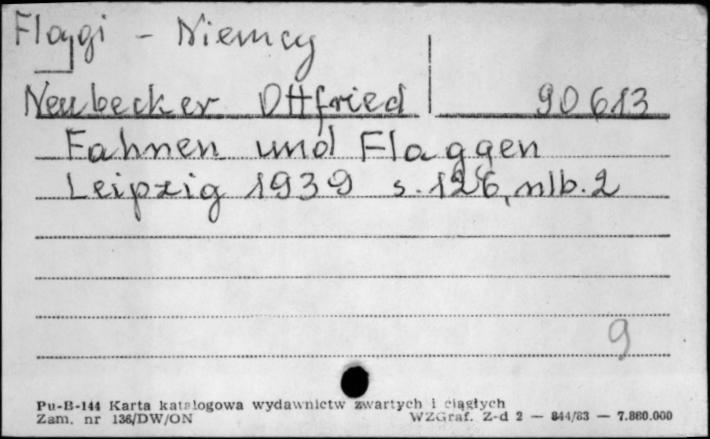 Flagi - Niemcy
Neubecker Ottfried 90613
Fahnen und Flaggen
Leipzig 1939 s. 126, nlb. 2
9
Pu-B-144 Karta katalogowa wydawnictw zwartych i ciągłych
Zam. nr 136/DW/ON WZGraf. Z-d 2 — 844/83 — 7.880.000